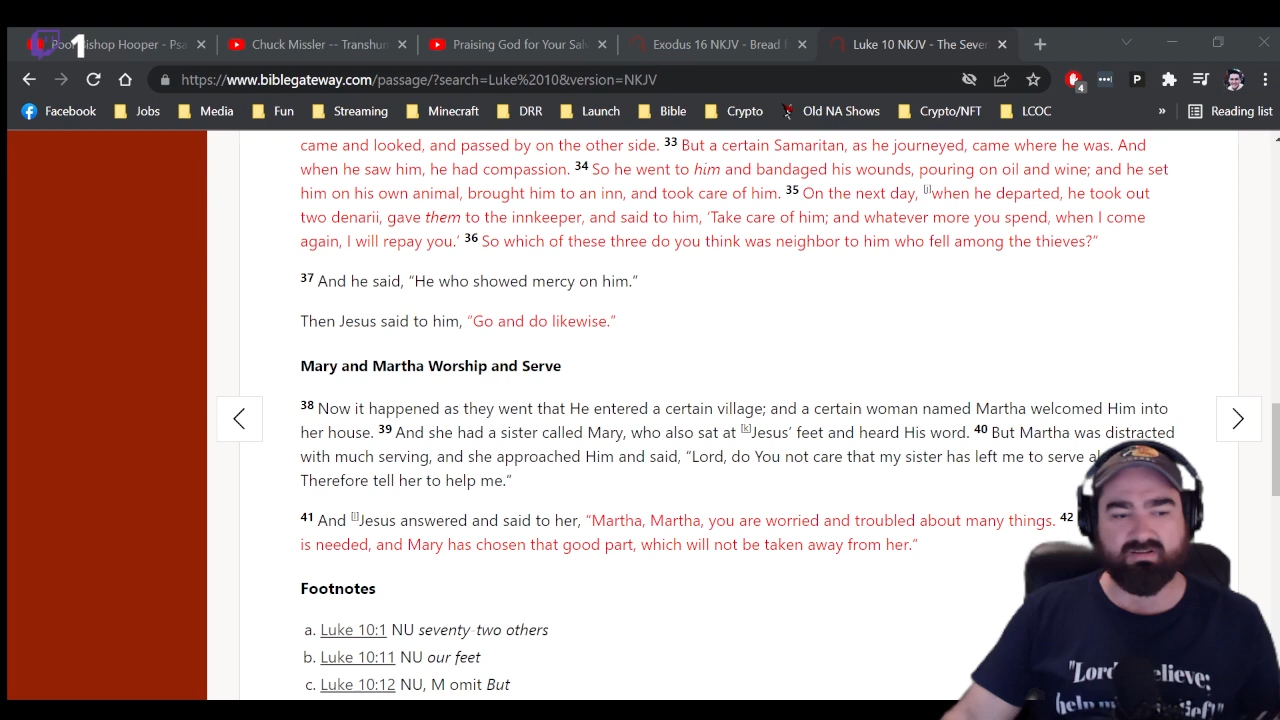 1
Poor Bishop Hooper - Psa
Chuck Missler -- Transhu
Praising God for Your Sal
Exodus 16 NKJV - Bread f
Luke 10 NKJV - The Seve
https://www.biblegateway.com/passage/?search=Luke%2010&version=NKJV
4
P
Facebook Jobs Media Fun Streaming Minecraft DRR Launch Bible Crypto Old NA Shows Crypto/NFT LCOC » Reading list
came and looked, and passed by on the other side. 33 But a certain Samaritan, as he journeyed, came where he was. And
when he saw him, he had compassion. 34 So he went to him and bandaged his wounds, pouring on oil and wine; and he set
him on his own animal, brought him to an inn, and took care of him. 35 On the next day, [j]when he departed, he took out
two denarii, gave them to the innkeeper, and said to him, ‘Take care of him; and whatever more you spend, when I come
again, I will repay you.’ 36 So which of these three do you think was neighbor to him who fell among the thieves?”
37 And he said, “He who showed mercy on him.”
Then Jesus said to him, “Go and do likewise.”
Mary and Martha Worship and Serve
38 Now it happened as they went that He entered a certain village; and a certain woman named Martha welcomed Him into
her house. 39 And she had a sister called Mary, who also sat at [k]Jesus’ feet and heard His word. 40 But Martha was distracted
with much serving, and she approached Him and said, “Lord, do You not care that my sister has left me to serve
Therefore tell her to help me.”
41 And [l]Jesus answered and said to her, “Martha, Martha, you are worried and troubled about many things. 42
is needed, and Mary has chosen that good part, which will not be taken away from her.”
Footnotes
a. Luke 10:1 NU seventy-two others
b. Luke 10:11 NU our feet
c. Luke 10:12 NU, M omit But
"Lord
help